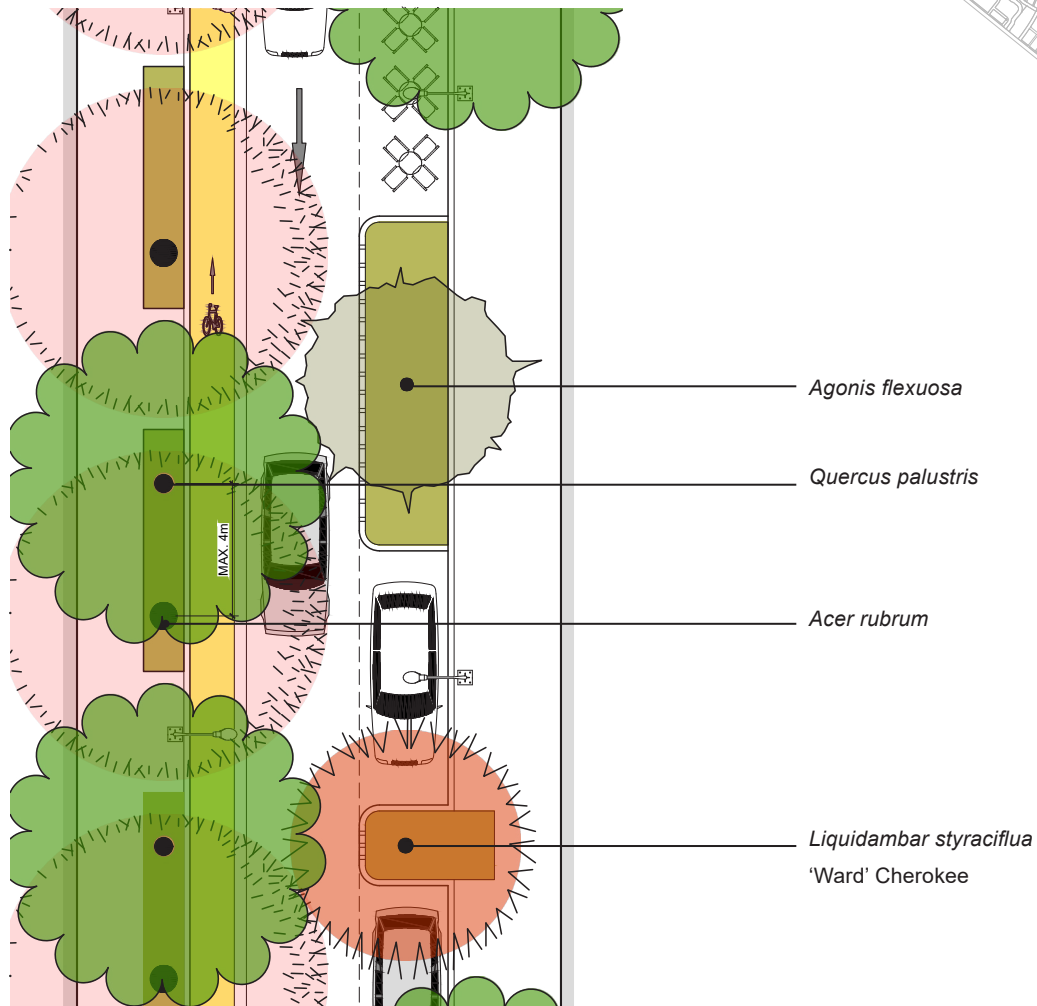 Agonis flexuosa
Quercus palustris
MAX. 4m
Acer rubrum
Liquidambar styraciflua
‘Ward’ Cherokee